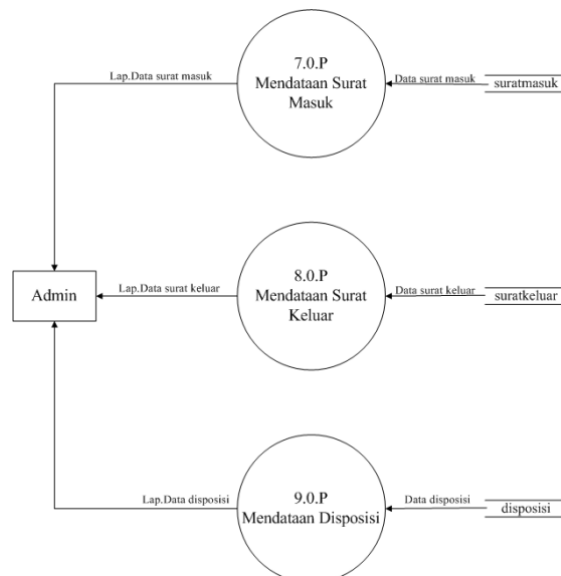 7.0.P
Mendataan Surat
Masuk
Lap.Data surat masuk
Data surat masuk
suratmasuk
8.0.P
Mendataan Surat
Keluar
Admin
Lap.Data surat keluar
Data surat keluar
suratkeluar
9.0.P
Mendataan Disposisi
Lap.Data disposisi
Data disposisi
disposisi